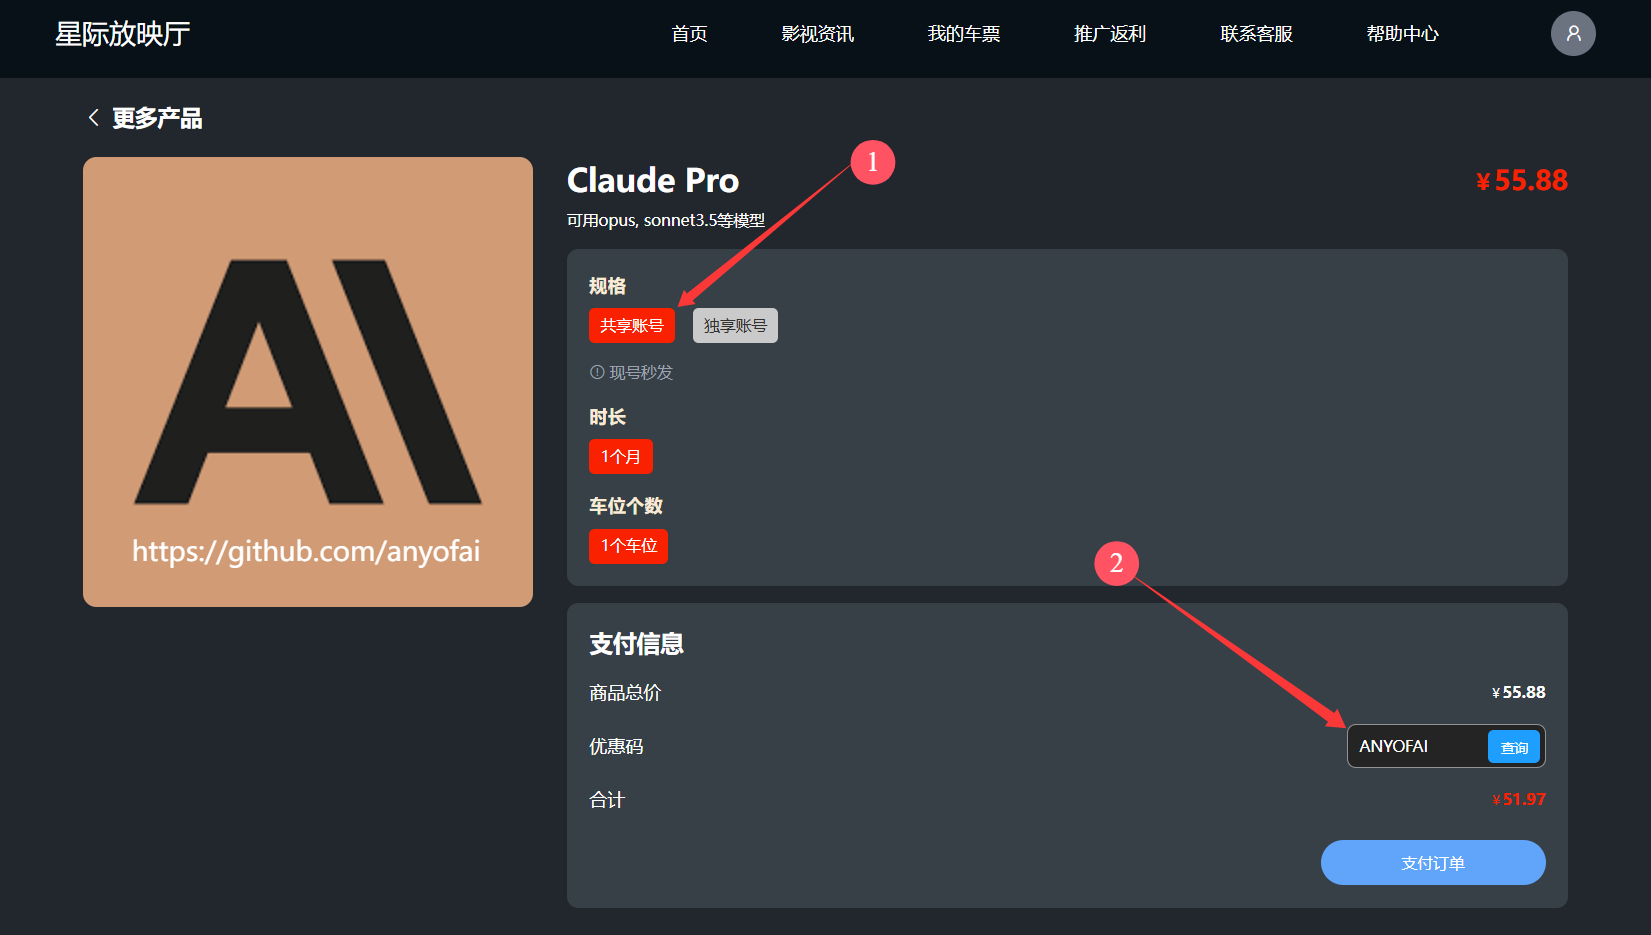 星际放映厅
首页 影视资讯 我的车票 推广返利 联系客服 帮助中心
更多产品
AI
https://github.com/anyofai
Claude Pro
¥55.88
可用opus, sonnet3.5等模型
1
规格
共享账号 独享账号
现号秒发
时长
1个月
车位个数
1个车位
2
支付信息
商品总价 ¥55.88
优惠码 ANYOFAI 查询
合计 ¥51.97
支付订单